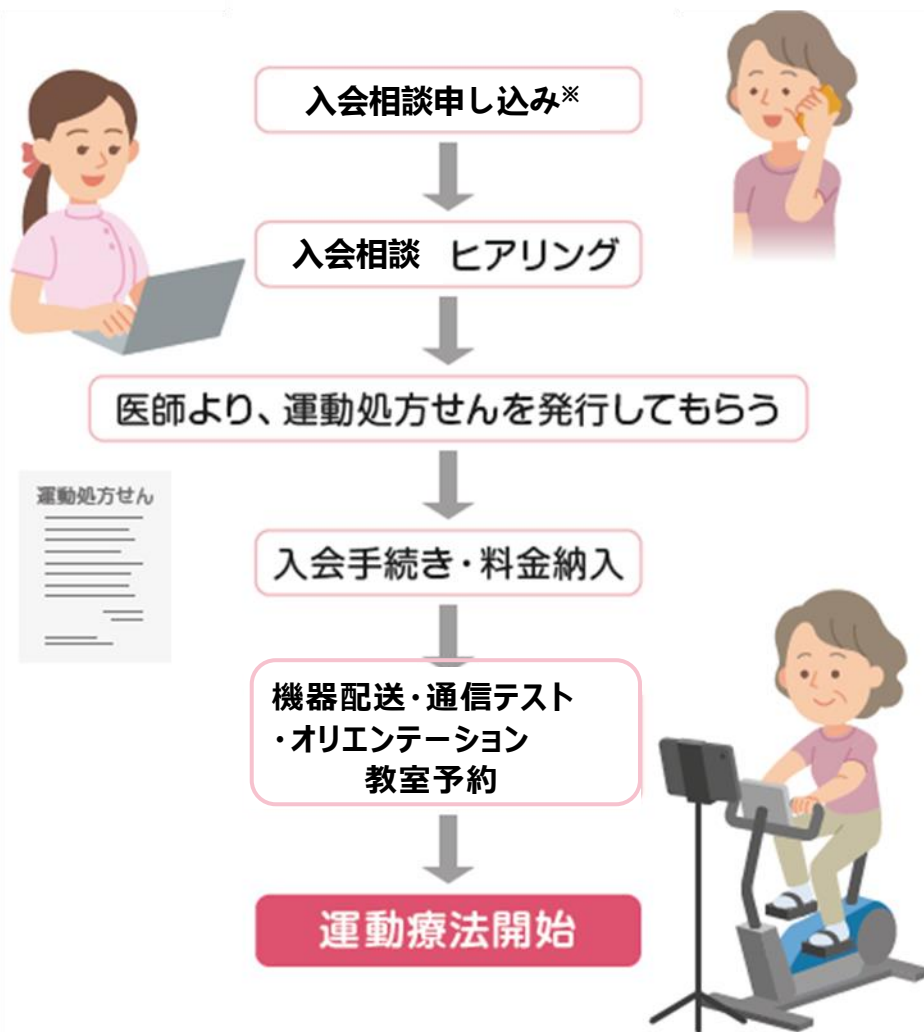 入会相談申し込み※
入会相談 ヒアリング
医師より、運動処方せんを発行してもらう
運動処方せん
入会手続き・料金納入
機器配送・通信テスト
・オリエンテーション
教室予約
運動療法開始